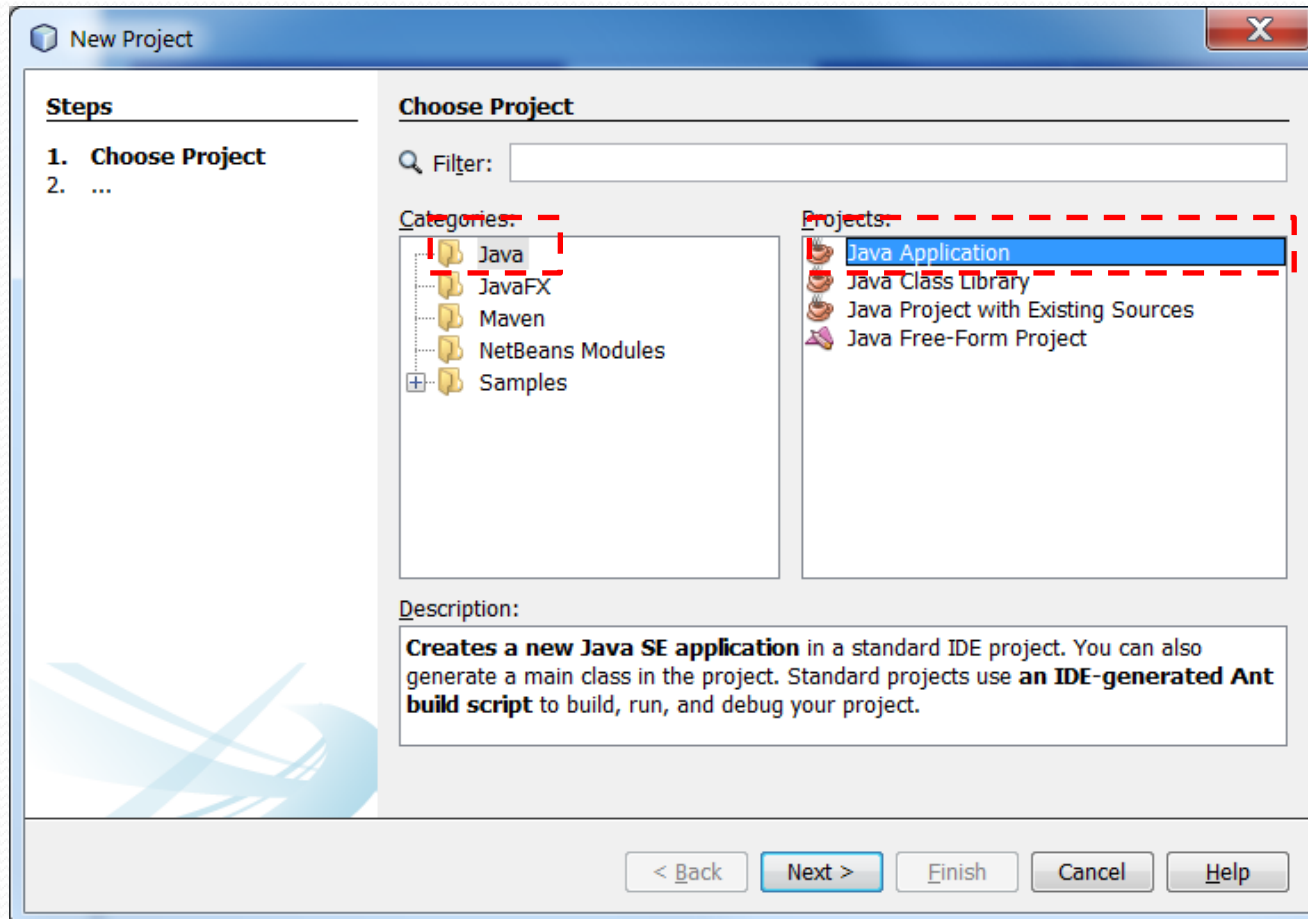 New Project
X
Steps
1. Choose Project
2. ...
Choose Project
Filter:
Categories:
Java
JavaFX
Maven
NetBeans Modules
Samples
Projects:
Java Application
Java Class Library
Java Project with Existing Sources
Java Free-Form Project
Description:
Creates a new Java SE application in a standard IDE project. You can also
generate a main class in the project. Standard projects use an IDE-generated Ant
build script to build, run, and debug your project.
< Back
Next >
Finish
Cancel
Help